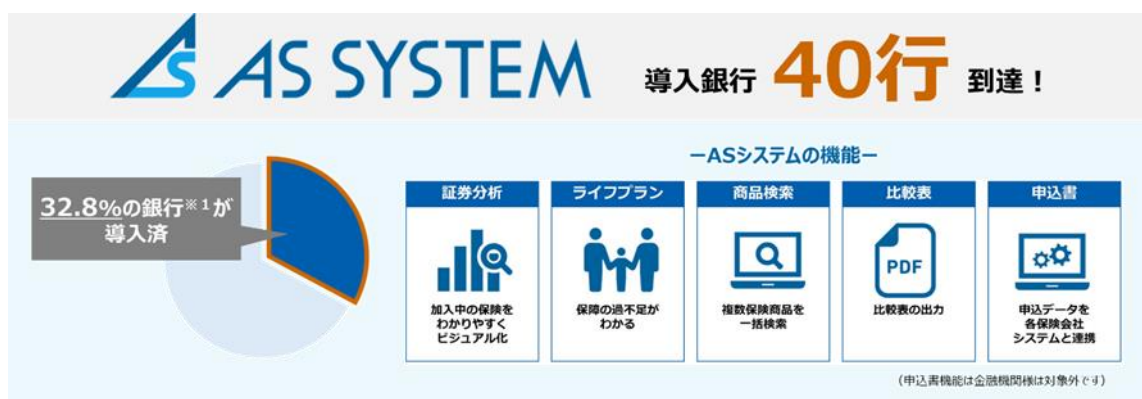 AS SYSTEM 導入銀行 40行 到達！
32.8%の銀行※1が
導入済
ーASシステムの機能ー
証券分析
加入中の保険を
わかりやすく
ビジュアル化
ライフプラン
保障の過不足が
わかる
商品検索
複数保険商品を
一括検索
比較表
PDF
比較表の出力
申込書
申込データを
各保険会社
システムと連携
（申込書機能は金融機関様は対象外です）